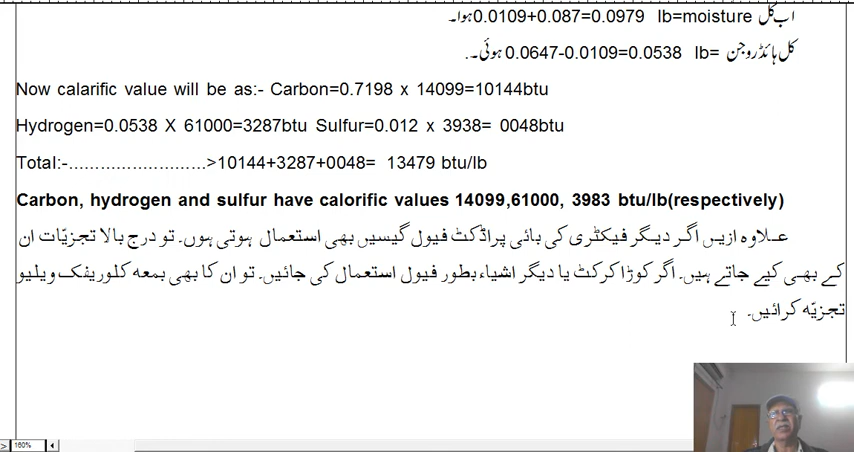 اب کل 0.0109+0.087=0.0979 lb=moisture ہوا۔
کل ہائڈروجن =0.0647-0.0109=0.0538 lb ہوئی۔.
Now calarific value will be as:- Carbon=0.7198 x 14099=10144btu
Hydrogen=0.0538 X 61000=3287btu Sulfur=0.012 x 3938= 0048btu
Total:-..........................>10144+3287+0048= 13479 btu/lb
Carbon, hydrogen and sulfur have calorific values 14099,61000, 3983 btu/lb(respectively)
علاوہ ازیں اگر دیگر فیکٹری کی بائی پراڈکٹ فیول گیسیں بھی استعمال ہوتی ہوں۔ تو درج بالا تجزیّات ان
کے بھی کیے جاتے ہیں۔ اگر کوڑا کرکٹ یا دیگر اشیاء بطور فیول استعمال کی جائیں۔ تو ان کا بھی بمعه کلوریفک ویلیو
تجزیّه کرائیں۔
160%